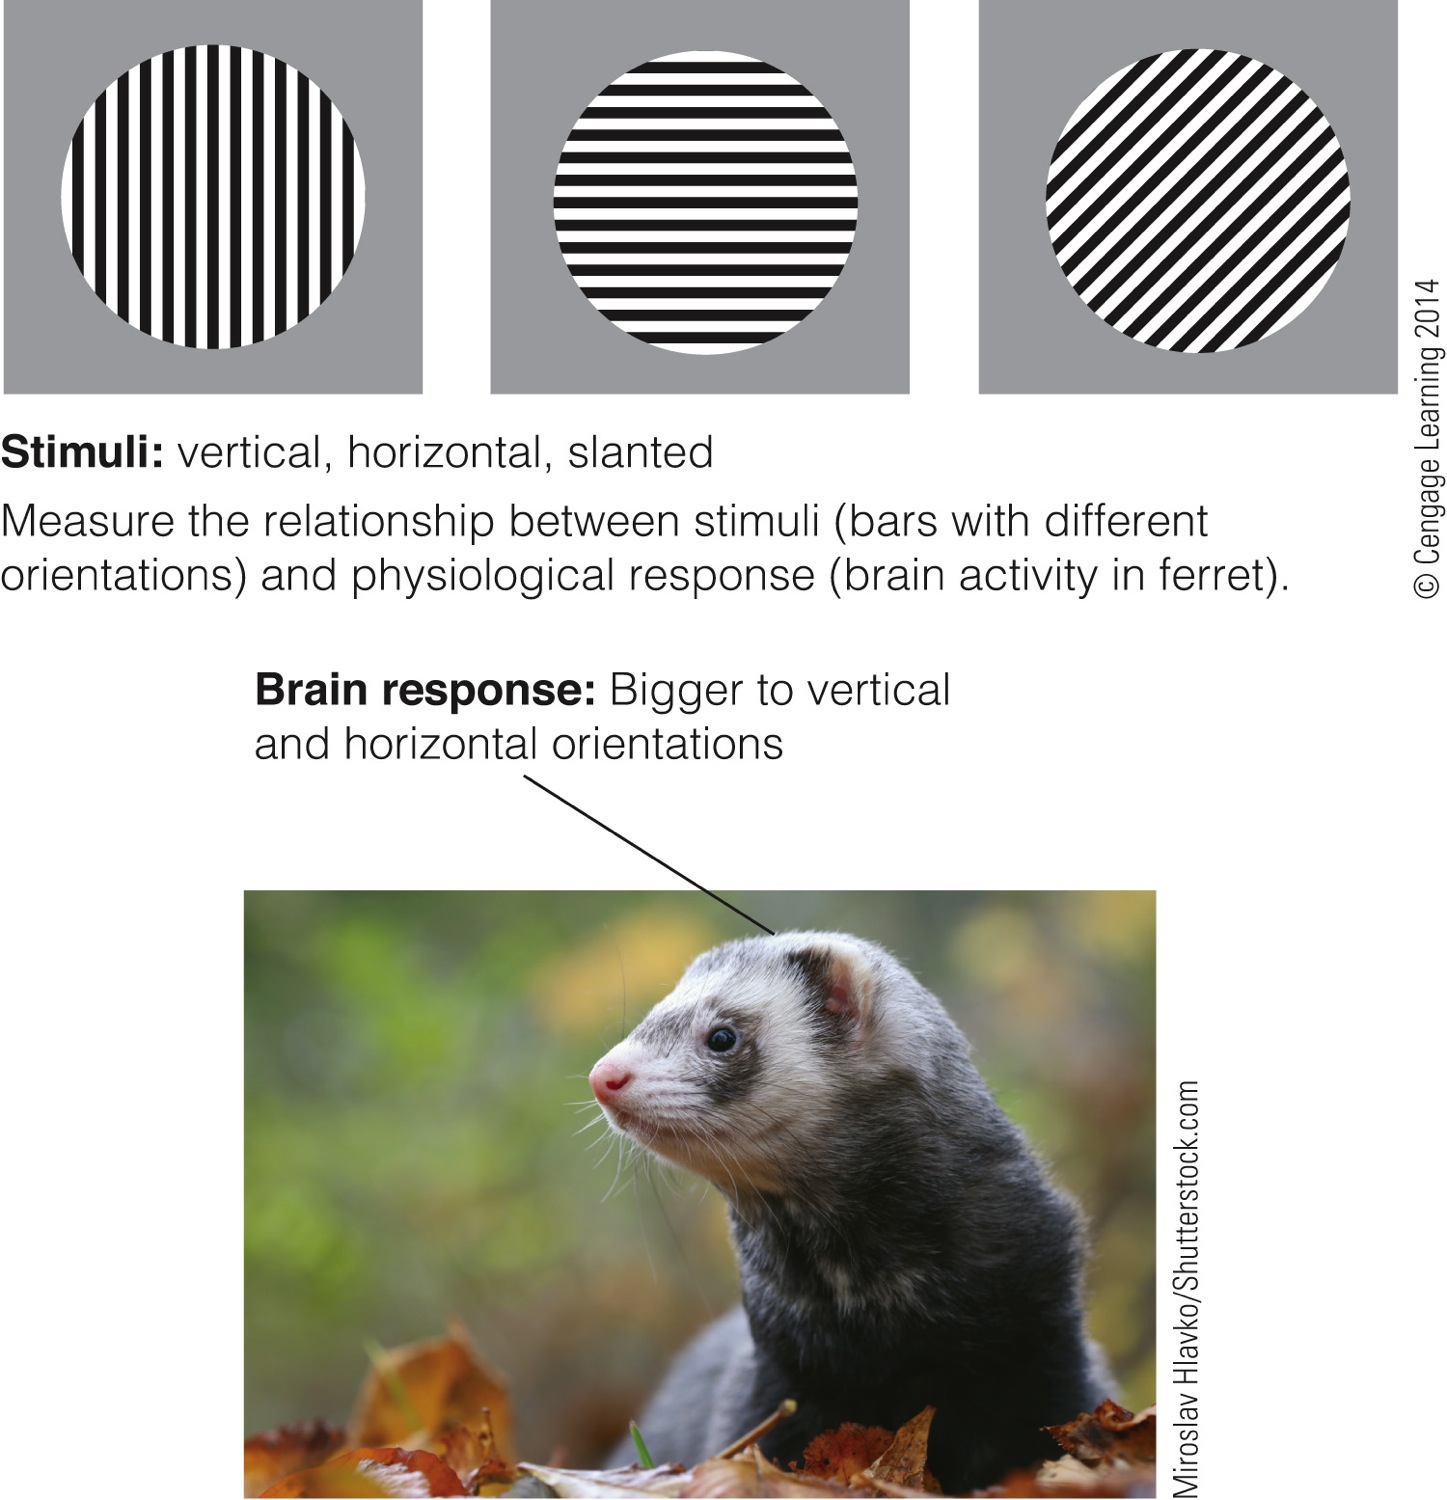 Stimuli: vertical, horizontal, slanted
Measure the relationship between stimuli (bars with different
orientations) and physiological response (brain activity in ferret).
© Cengage Learning 2014
Brain response: Bigger to vertical
and horizontal orientations
Miroslav Hlavko/Shutterstock.com